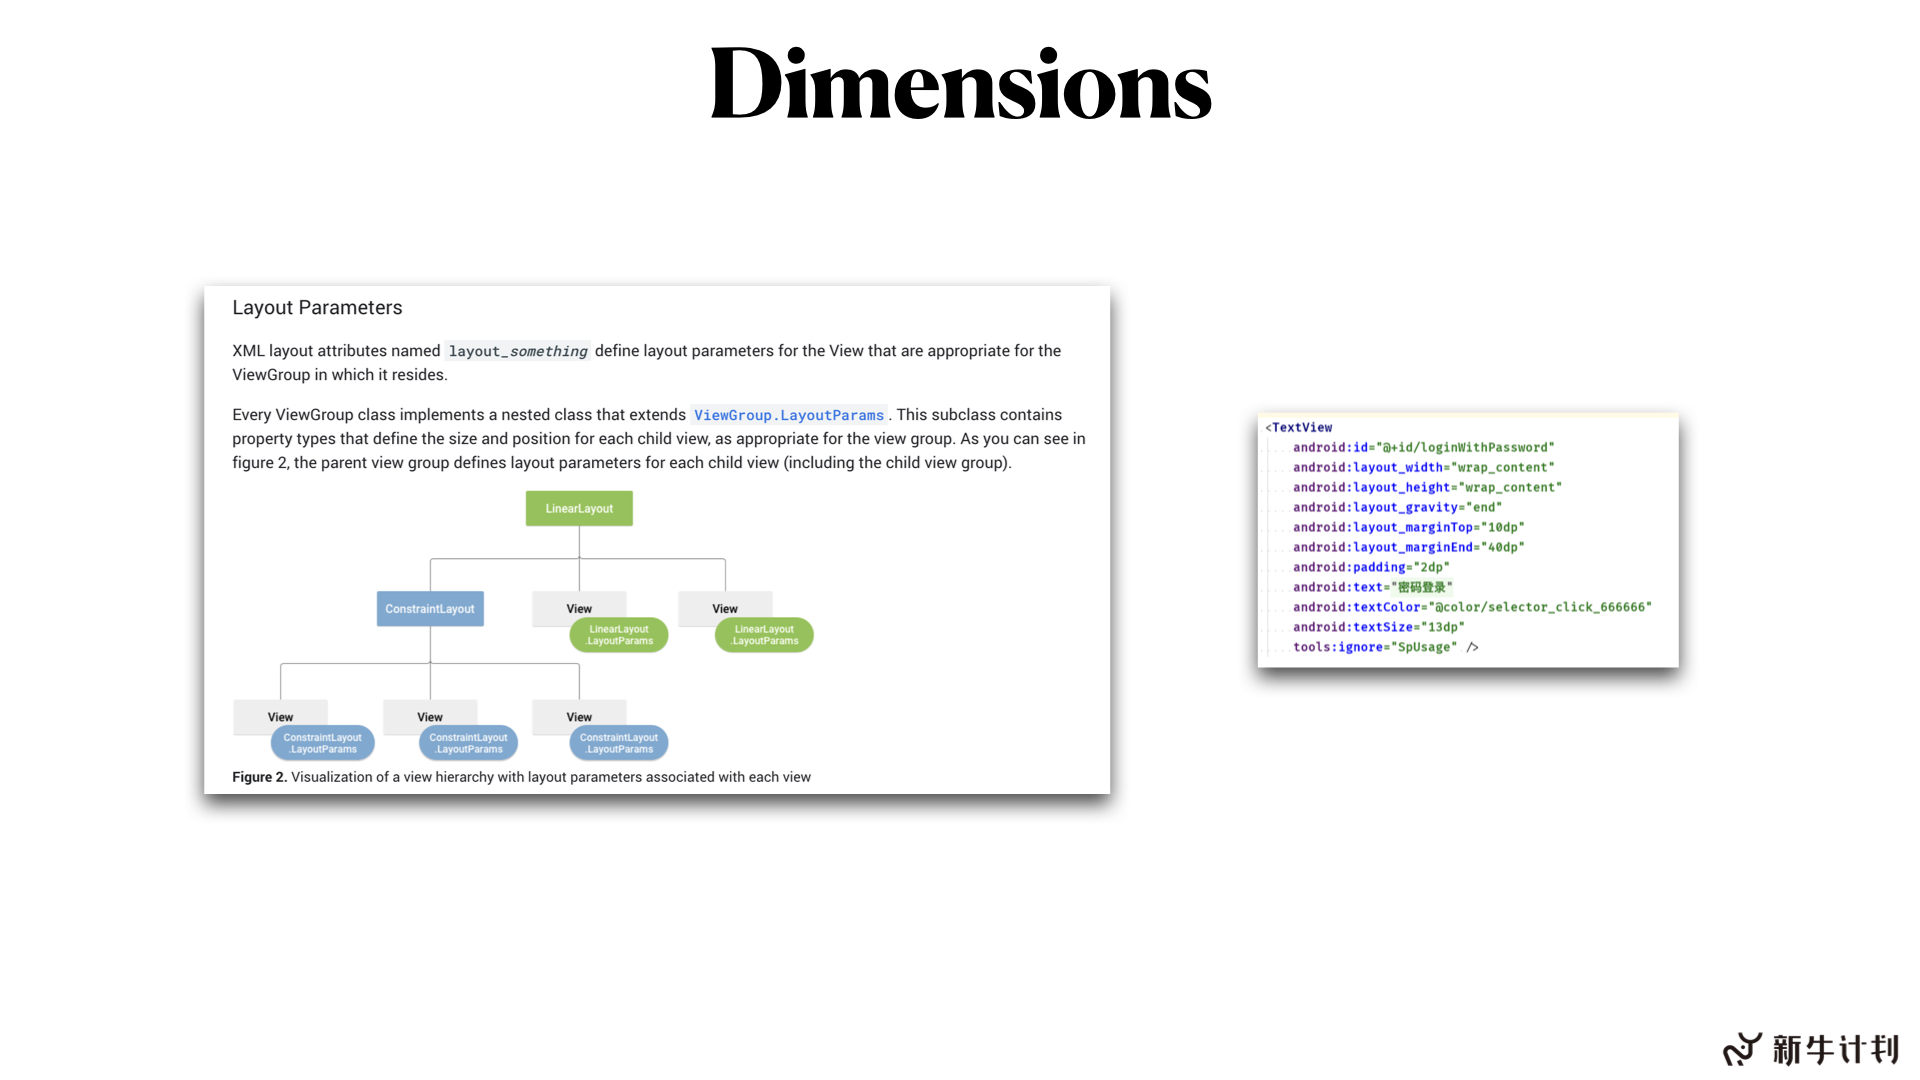 Dimensions
Layout Parameters
XML layout attributes named layout_something define layout parameters for the View that are appropriate for the
ViewGroup in which it resides.
Every ViewGroup class implements a nested class that extends ViewGroup.LayoutParams. This subclass contains
property types that define the size and position for each child view, as appropriate for the view group. As you can see in
figure 2, the parent view group defines layout parameters for each child view (including the child view group).
LinearLayout
ConstraintLayout
View
LinearLayout
.LayoutParams
View
LinearLayout
.LayoutParams
View
ConstraintLayout
.LayoutParams
View
ConstraintLayout
.LayoutParams
View
ConstraintLayout
.LayoutParams
Figure 2. Visualization of a view hierarchy with layout parameters associated with each view
<TextView
android:id="@+id/loginWithPassword"
android:layout_width="wrap_content"
android:layout_height="wrap_content"
android:layout_gravity="end"
android:layout_marginTop="10dp"
android:layout_marginEnd="40dp"
android:padding="2dp"
android:text="密码登录"
android:textColor="@color/selector_click_666666"
android:textSize="13dp"
tools:ignore="SpUsage" />
新牛计划